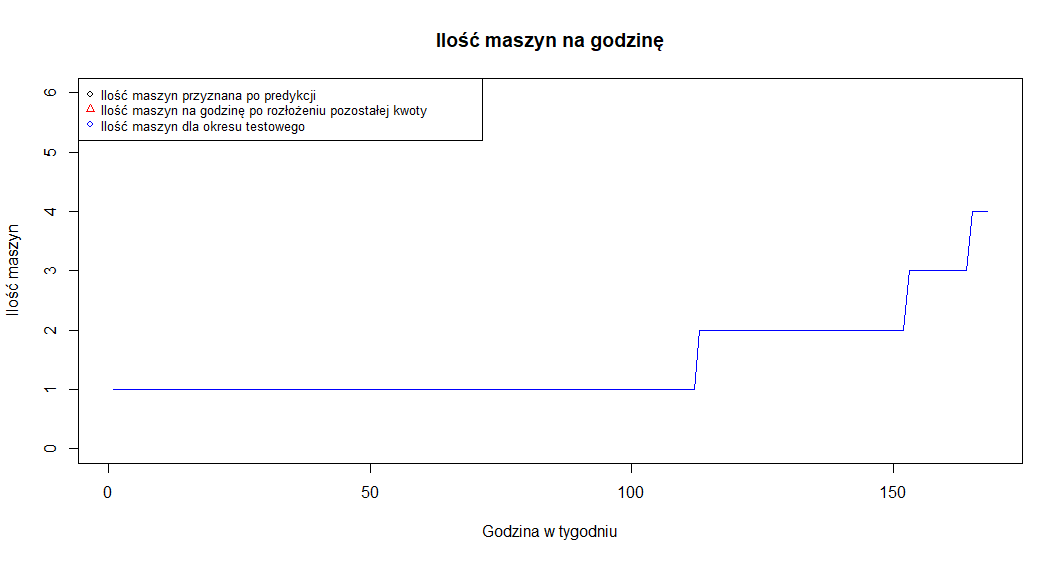 Ilość maszyn na godzinę
Ilość maszyn przyznana po predykcji
Ilość maszyn na godzinę po rozłożeniu pozostałej kwoty
Ilość maszyn dla okresu testowego
6
5
4
3
2
1
0
Ilość maszyn
0 50 100 150
Godzina w tygodniu